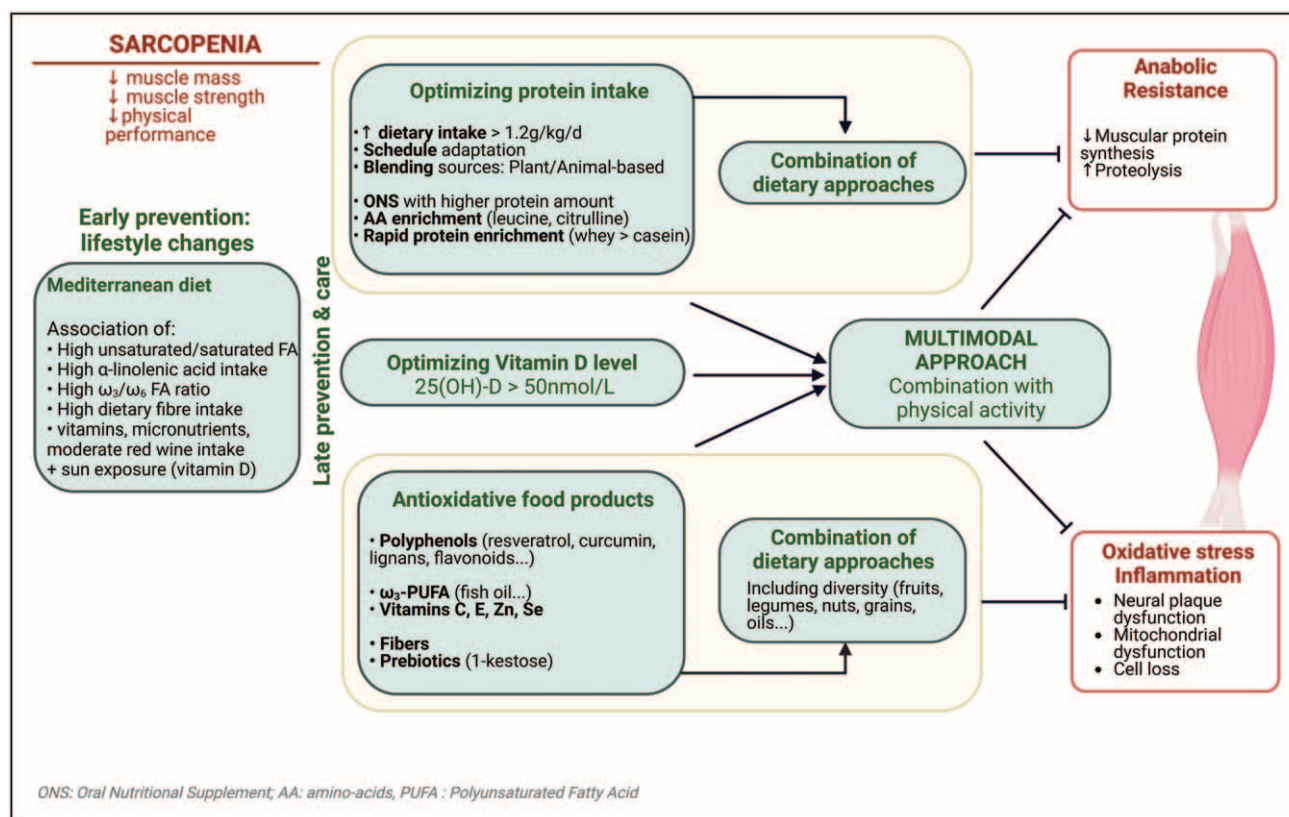 SARCOPENIA
↓ muscle mass
↓ muscle strength
↓physical
performance
Early prevention:
lifestyle changes
Mediterranean diet
Association of:
• High unsaturated/saturated FA
• High α-linolenic acid intake
• High ω₃/ω₆ FA ratio
• High dietary fibre intake
• vitamins, micronutrients,
moderate red wine intake
+ sun exposure (vitamin D)
Late prevention & care
Optimizing protein intake
• ↑ dietary intake > 1.2g/kg/d
• Schedule adaptation
• Blending sources: Plant/Animal-based
• ONS with higher protein amount
• AA enrichment (leucine, citrulline)
• Rapid protein enrichment (whey > casein)
Combination of
dietary approaches
Optimizing Vitamin D level
25(OH)-D > 50nmol/L
MULTIMODAL
APPROACH
Combination with
physical activity
Antioxidative food products
• Polyphenols (resveratrol, curcumin,
lignans, flavonoids...)
• ω₃-PUFA (fish oil...)
• Vitamins C, E, Zn, Se
• Fibers
• Prebiotics (1-kestose)
Combination of
dietary approaches
Including diversity (fruits,
legumes, nuts, grains,
oils...)
Anabolic
Resistance
↓Muscular protein
synthesis
↑Proteolysis
Oxidative stress
Inflammation
• Neural plaque
dysfunction
• Mitochondrial
dysfunction
• Cell loss
ONS: Oral Nutritional Supplement; AA: amino-acids, PUFA : Polyunsaturated Fatty Acid